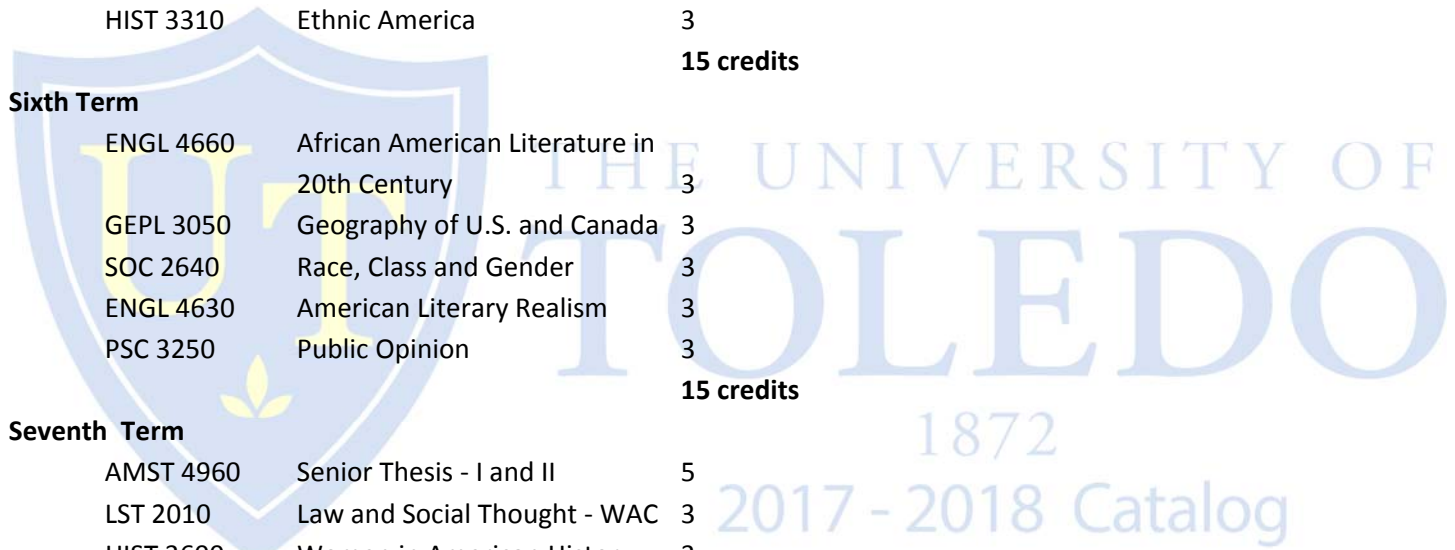 HIST 3310 Ethnic America 3
15 credits
Sixth Term
ENGL 4660 African American Literature in
20th Century 3
GEPL 3050 Geography of U.S. and Canada 3
SOC 2640 Race, Class and Gender 3
ENGL 4630 American Literary Realism 3
PSC 3250 Public Opinion 3
15 credits
Seventh Term
AMST 4960 Senior Thesis - I and II 5
LST 2010 Law and Social Thought - WAC 3
UT
THE UNIVERSITY OF
TOLEDO
1872
2017 - 2018 Catalog